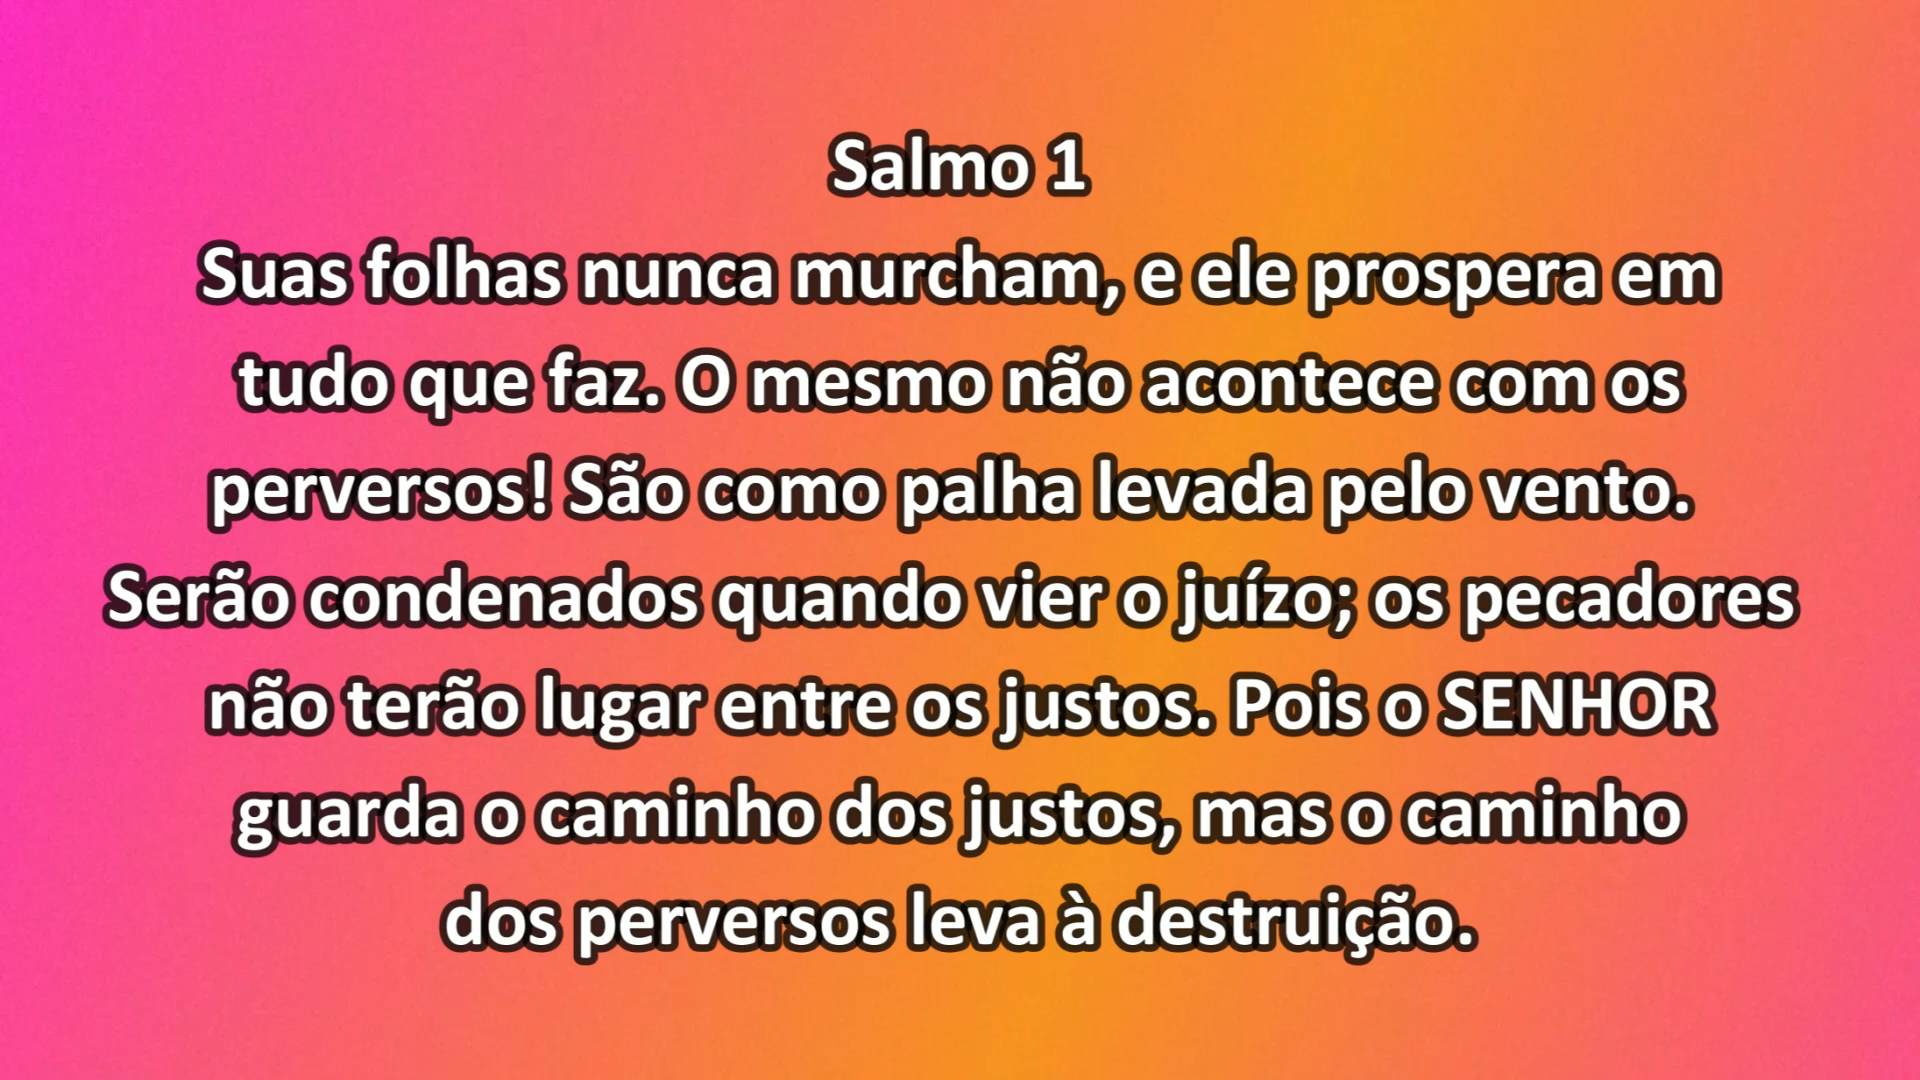 Salmo 1
Suas folhas nunca murcham, e ele prospera em
tudo que faz. O mesmo não acontece com os
perversos! São como palha levada pelo vento.
Serão condenados quando vier o juízo; os pecadores
não terão lugar entre os justos. Pois o SENHOR
guarda o caminho dos justos, mas o caminho
dos perversos leva à destruição.